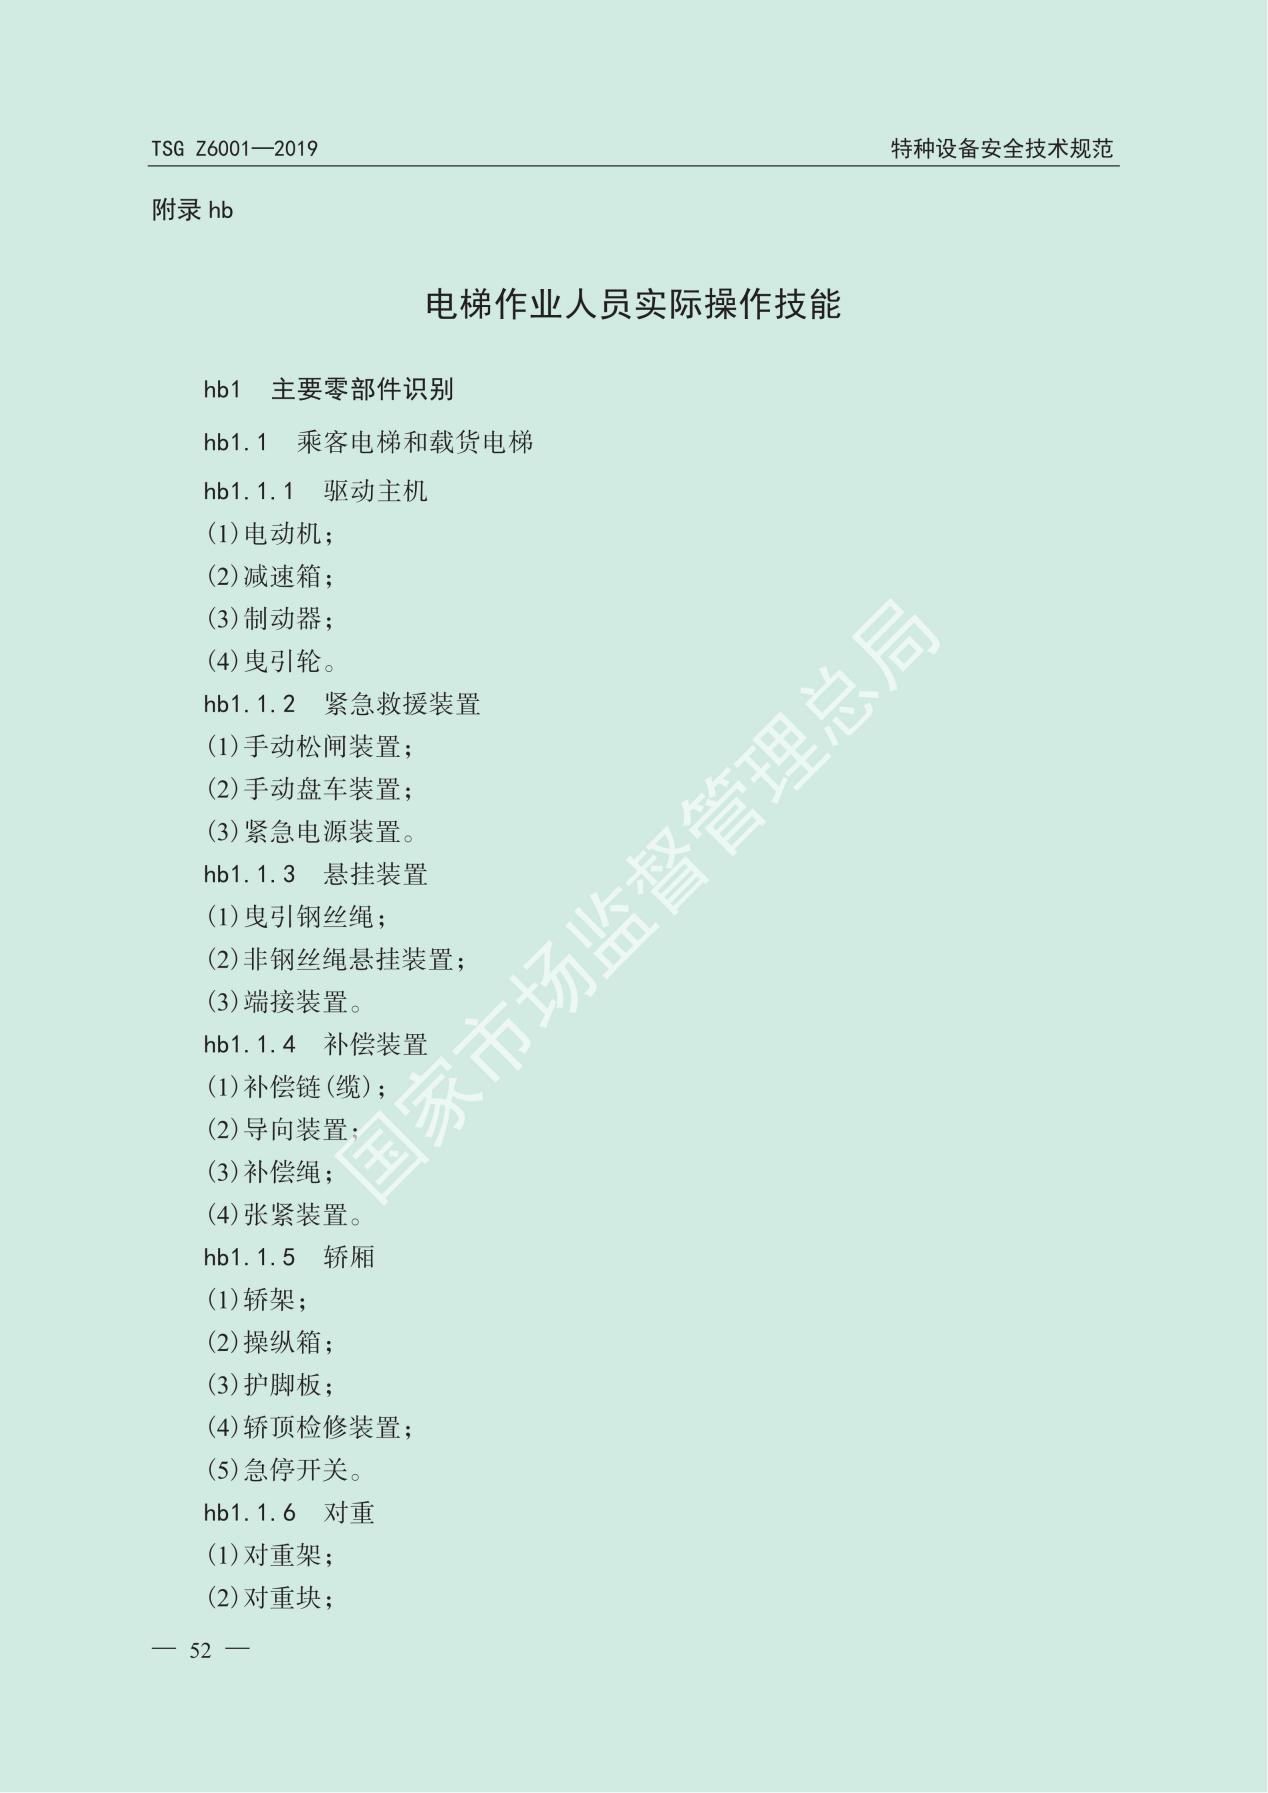 TSG Z6001—2019 特种设备安全技术规范
附录 hb
电梯作业人员实际操作技能
hb1 主要零部件识别
hb1.1 乘客电梯和载货电梯
hb1.1.1 驱动主机
(1)电动机；
(2)减速箱；
(3)制动器；
(4)曳引轮。
hb1.1.2 紧急救援装置
(1)手动松闸装置；
(2)手动盘车装置；
(3)紧急电源装置。
hb1.1.3 悬挂装置
(1)曳引钢丝绳；
(2)非钢丝绳悬挂装置；
(3)端接装置。
hb1.1.4 补偿装置
(1)补偿链(缆)；
(2)导向装置；
(3)补偿绳；
(4)张紧装置。
hb1.1.5 轿厢
(1)轿架；
(2)操纵箱；
(3)护脚板；
(4)轿顶检修装置；
(5)急停开关。
hb1.1.6 对重
(1)对重架；
(2)对重块；
— 52 —
国家市场监督管理总局